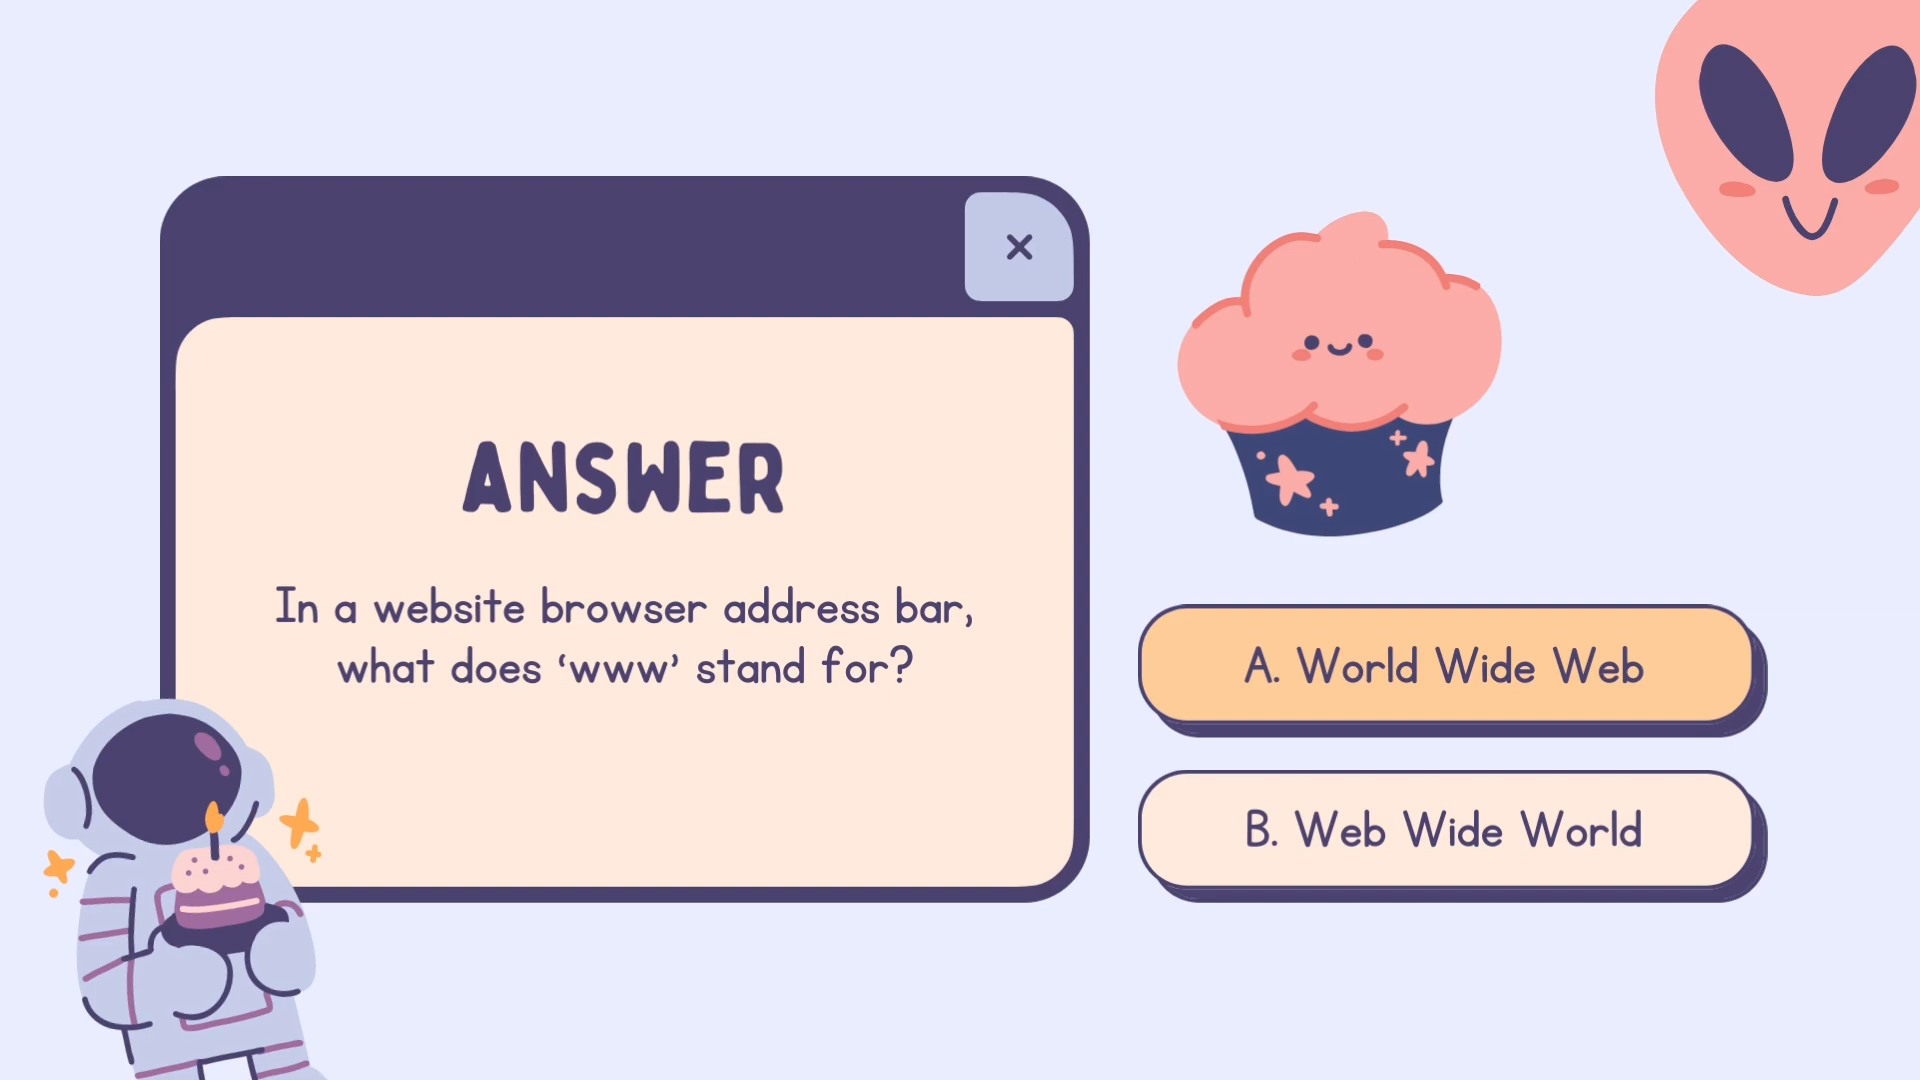 ANSWER
In a website browser address bar,
what does ‘www’ stand for?
A. World Wide Web
B. Web Wide World